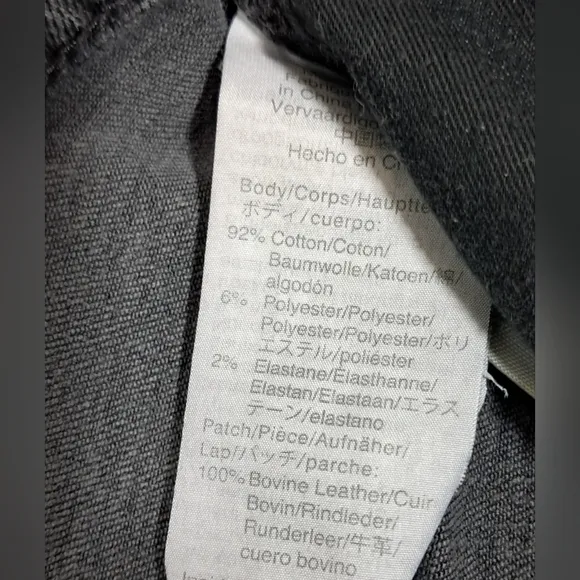 in China
Hecho en
Body/Corps/
ボディ/cuerpo:
92% Cotton/Coton/
Baumwolle/Katoen/綿/
algodón
6% Polyester/Polyester/
Polyester/Polyester/ポリ
エステル/poliéster
2% Elastane/Élasthanne/
Elastan/Elastaan/エラス
テーン/elastano
Patch/Pièce/Aufnäher/
Lap/パッチ/parche:
100% Bovine Leather/Cuir
Bovin/Rindleder/
Runderleer/牛革/
cuero bovino